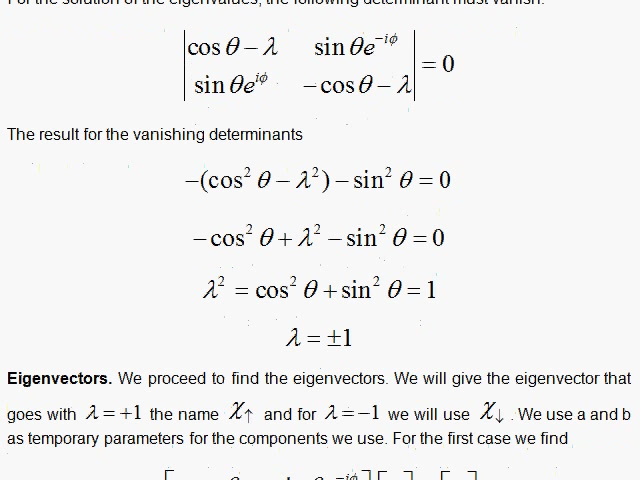 For the solution of the eigenvalues, the following determinant must vanish.
|cos θ − λ sin θe^{−iφ}|
|sin θe^{iφ} −cos θ − λ| = 0
The result for the vanishing determinants
−(cos² θ − λ²) − sin² θ = 0
−cos² θ + λ² − sin² θ = 0
λ² = cos² θ + sin² θ = 1
λ = ±1
Eigenvectors. We proceed to find the eigenvectors. We will give the eigenvector that
goes with λ = +1 the name χ↑ and for λ = −1 we will use χ↓ . We use a and b
as temporary parameters for the components we use. For the first case we find